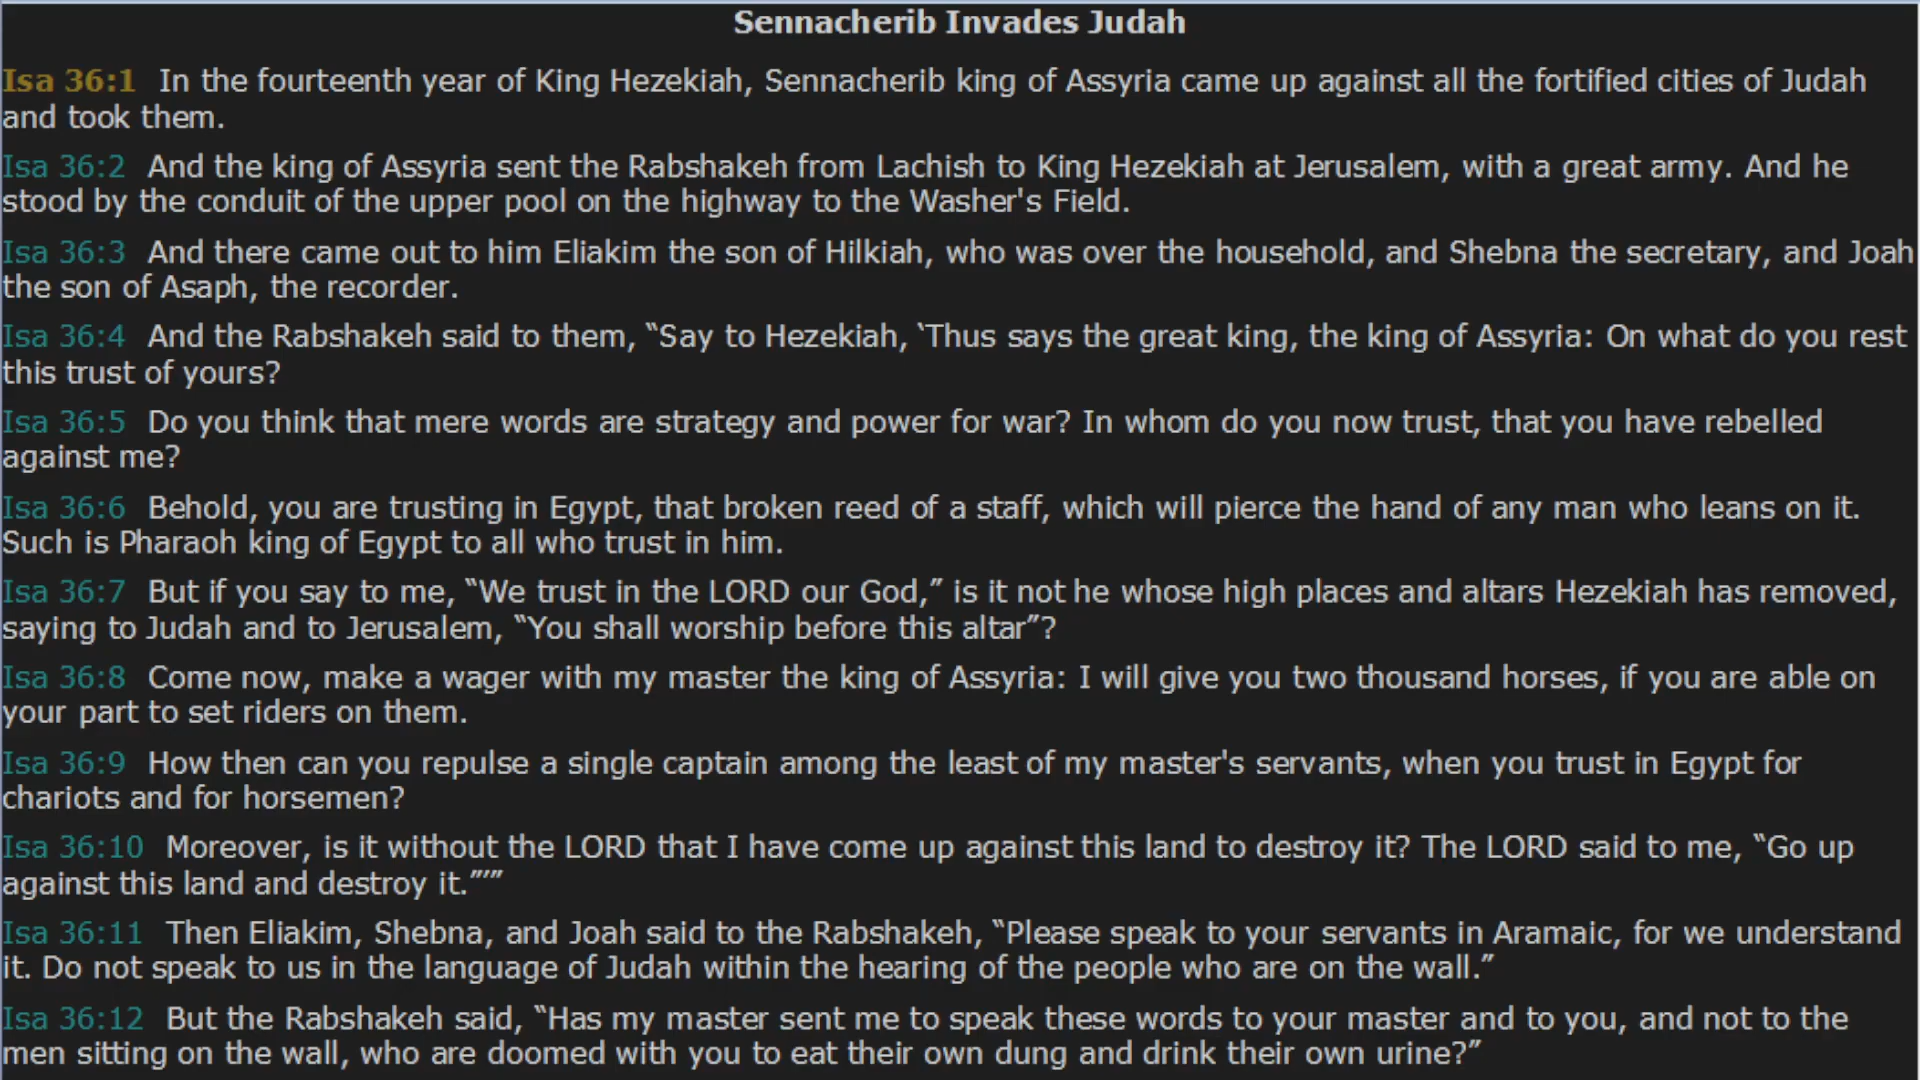 Sennacherib Invades Judah
Isa 36:1 In the fourteenth year of King Hezekiah, Sennacherib king of Assyria came up against all the fortified cities of Judah
and took them.
Isa 36:2 And the king of Assyria sent the Rabshakeh from Lachish to King Hezekiah at Jerusalem, with a great army. And he
stood by the conduit of the upper pool on the highway to the Washer's Field.
Isa 36:3 And there came out to him Eliakim the son of Hilkiah, who was over the household, and Shebna the secretary, and Joah
the son of Asaph, the recorder.
Isa 36:4 And the Rabshakeh said to them, “Say to Hezekiah, ‘Thus says the great king, the king of Assyria: On what do you rest
this trust of yours?
Isa 36:5 Do you think that mere words are strategy and power for war? In whom do you now trust, that you have rebelled
against me?
Isa 36:6 Behold, you are trusting in Egypt, that broken reed of a staff, which will pierce the hand of any man who leans on it.
Such is Pharaoh king of Egypt to all who trust in him.
Isa 36:7 But if you say to me, “We trust in the LORD our God,” is it not he whose high places and altars Hezekiah has removed,
saying to Judah and to Jerusalem, “You shall worship before this altar”?
Isa 36:8 Come now, make a wager with my master the king of Assyria: I will give you two thousand horses, if you are able on
your part to set riders on them.
Isa 36:9 How then can you repulse a single captain among the least of my master's servants, when you trust in Egypt for
chariots and for horsemen?
Isa 36:10 Moreover, is it without the LORD that I have come up against this land to destroy it? The LORD said to me, “Go up
against this land and destroy it.”’”
Isa 36:11 Then Eliakim, Shebna, and Joah said to the Rabshakeh, “Please speak to your servants in Aramaic, for we understand
it. Do not speak to us in the language of Judah within the hearing of the people who are on the wall.”
Isa 36:12 But the Rabshakeh said, “Has my master sent me to speak these words to your master and to you, and not to the
men sitting on the wall, who are doomed with you to eat their own dung and drink their own urine?”